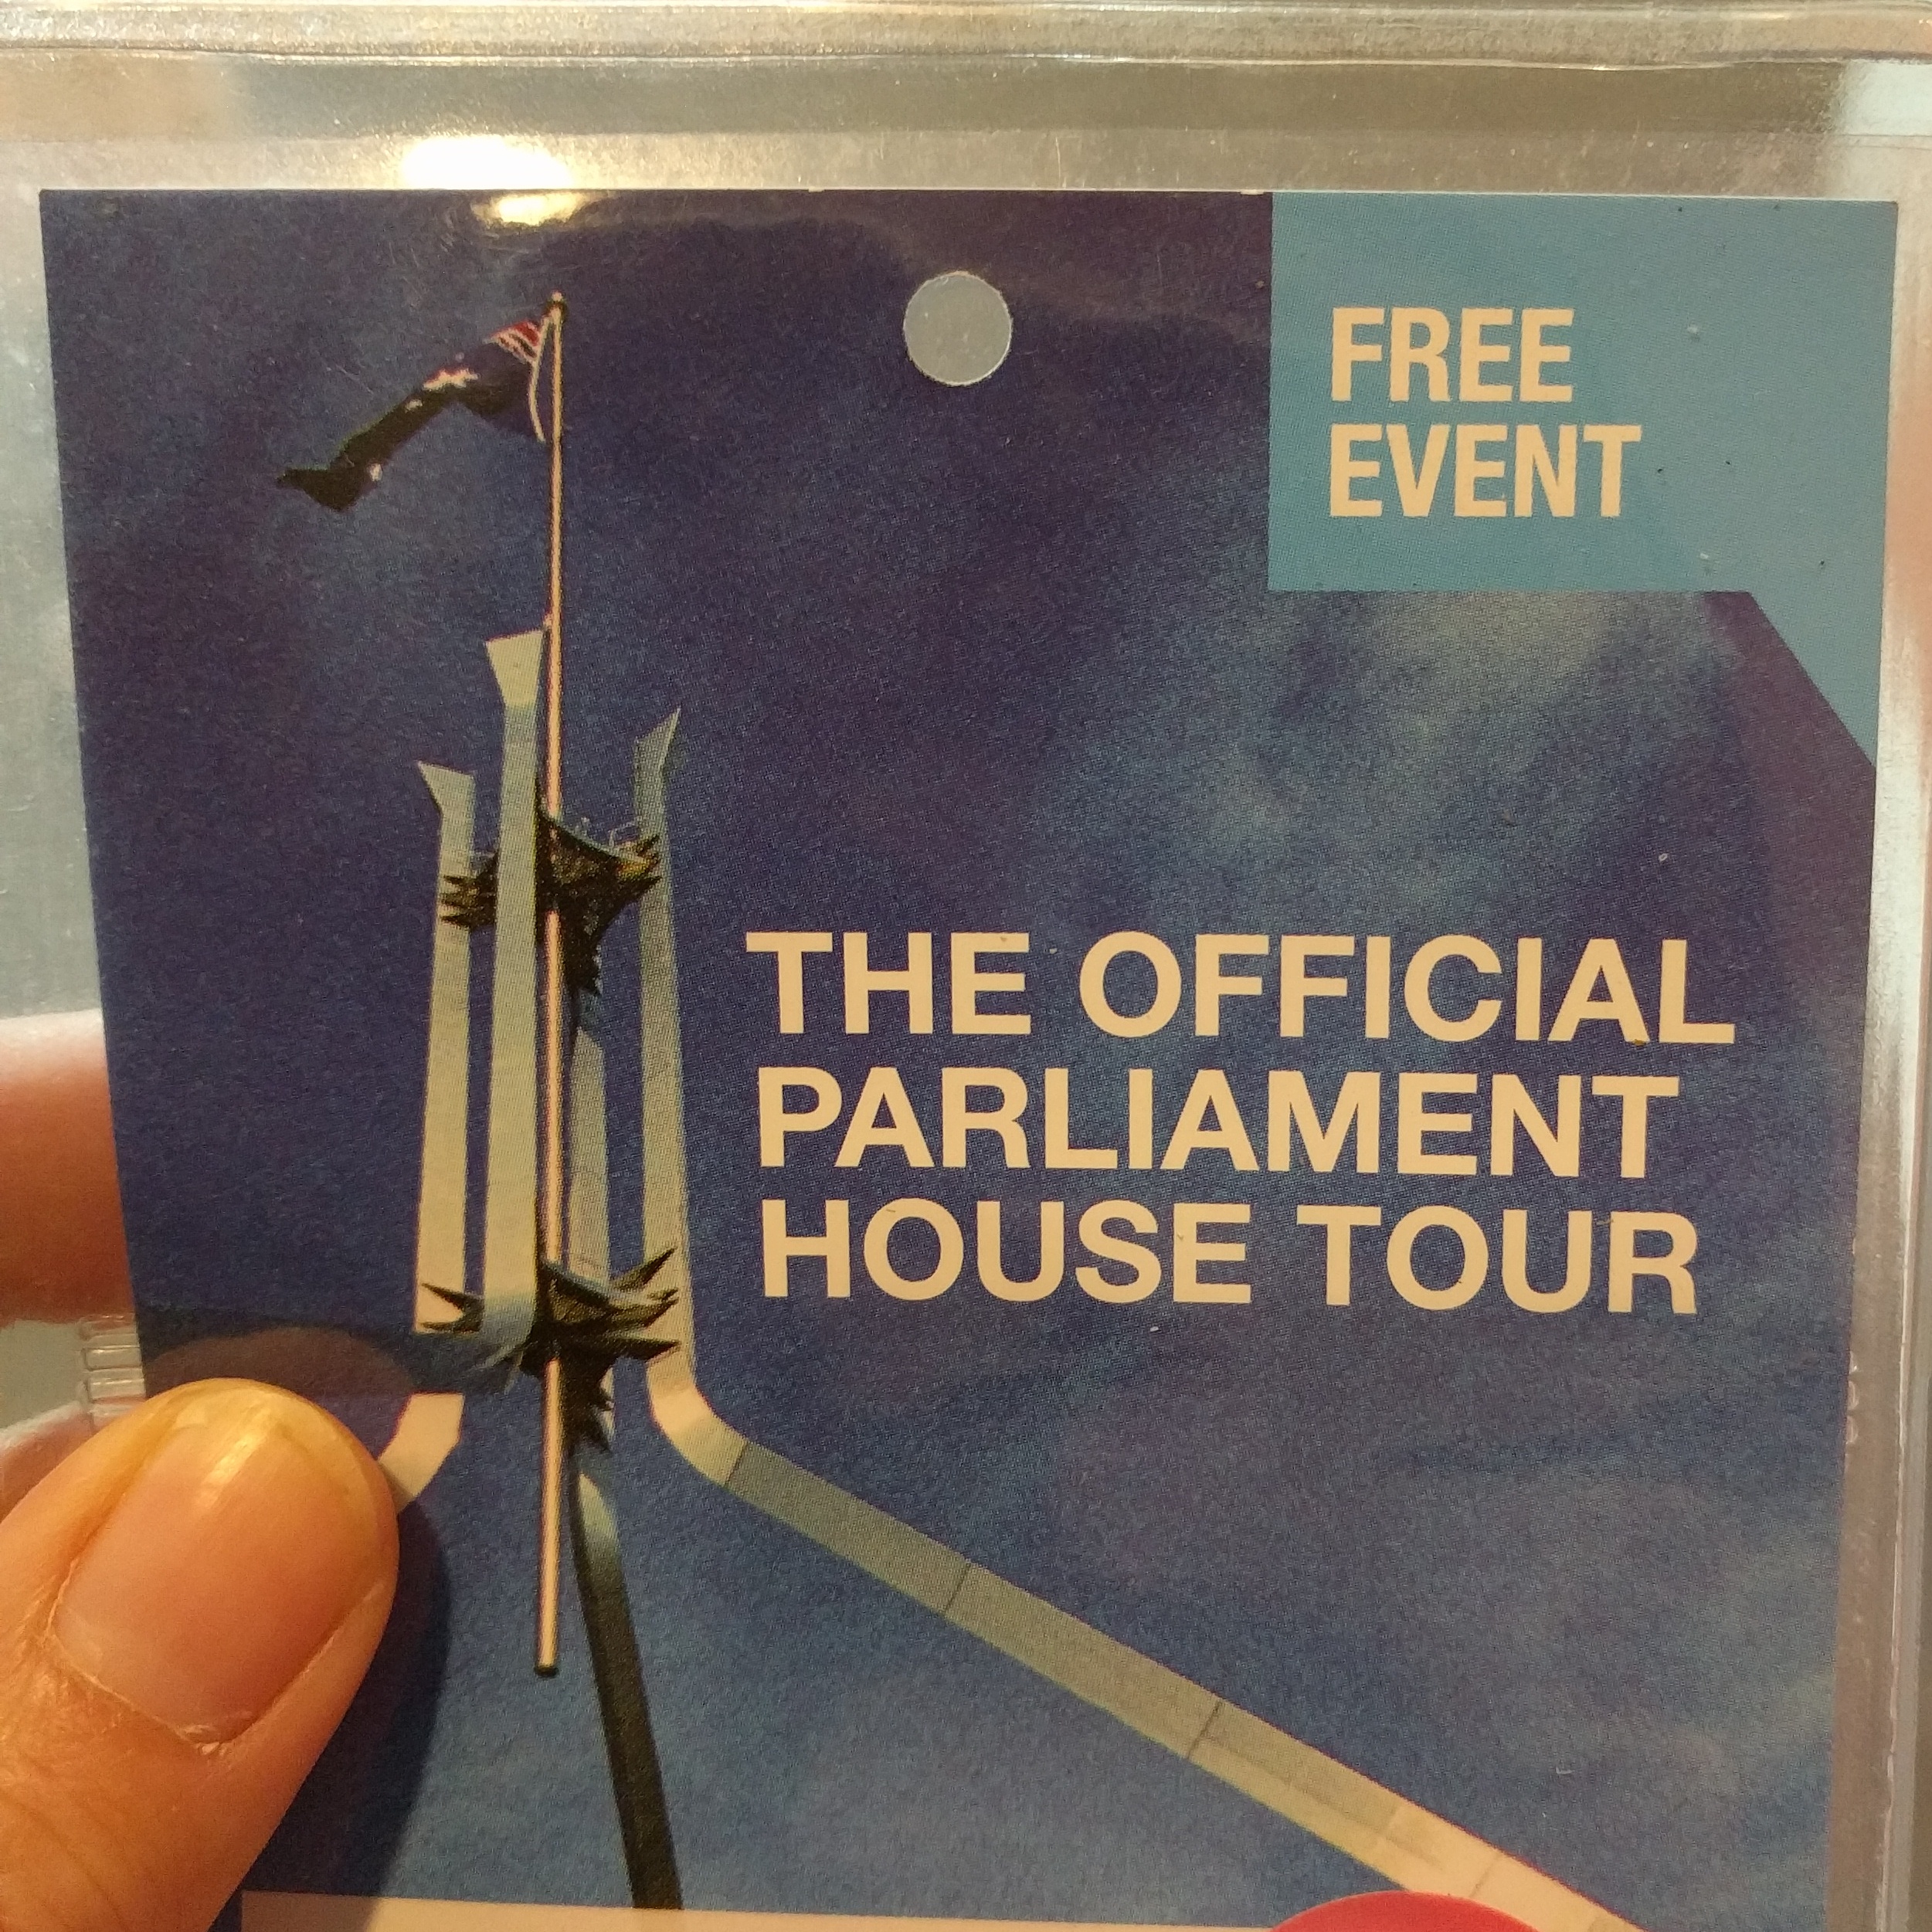 FREE
EVENT
THE OFFICIAL
PARLIAMENT
HOUSE TOUR